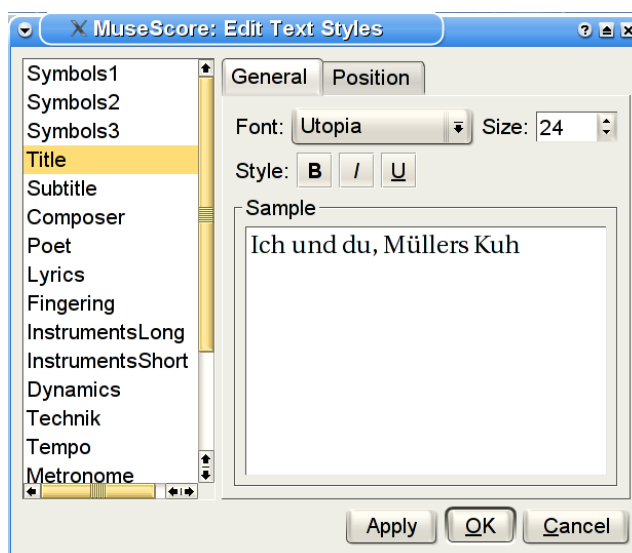 MuseScore: Edit Text Styles
Symbols1
Symbols2
Symbols3
Title
Subtitle
Composer
Poet
Lyrics
Fingering
InstrumentsLong
InstrumentsShort
Dynamics
Technik
Tempo
Metronome
General Position
Font: Utopia Size: 24
Style: B I U
Sample
Ich und du, Müllers Kuh
Apply OK Cancel